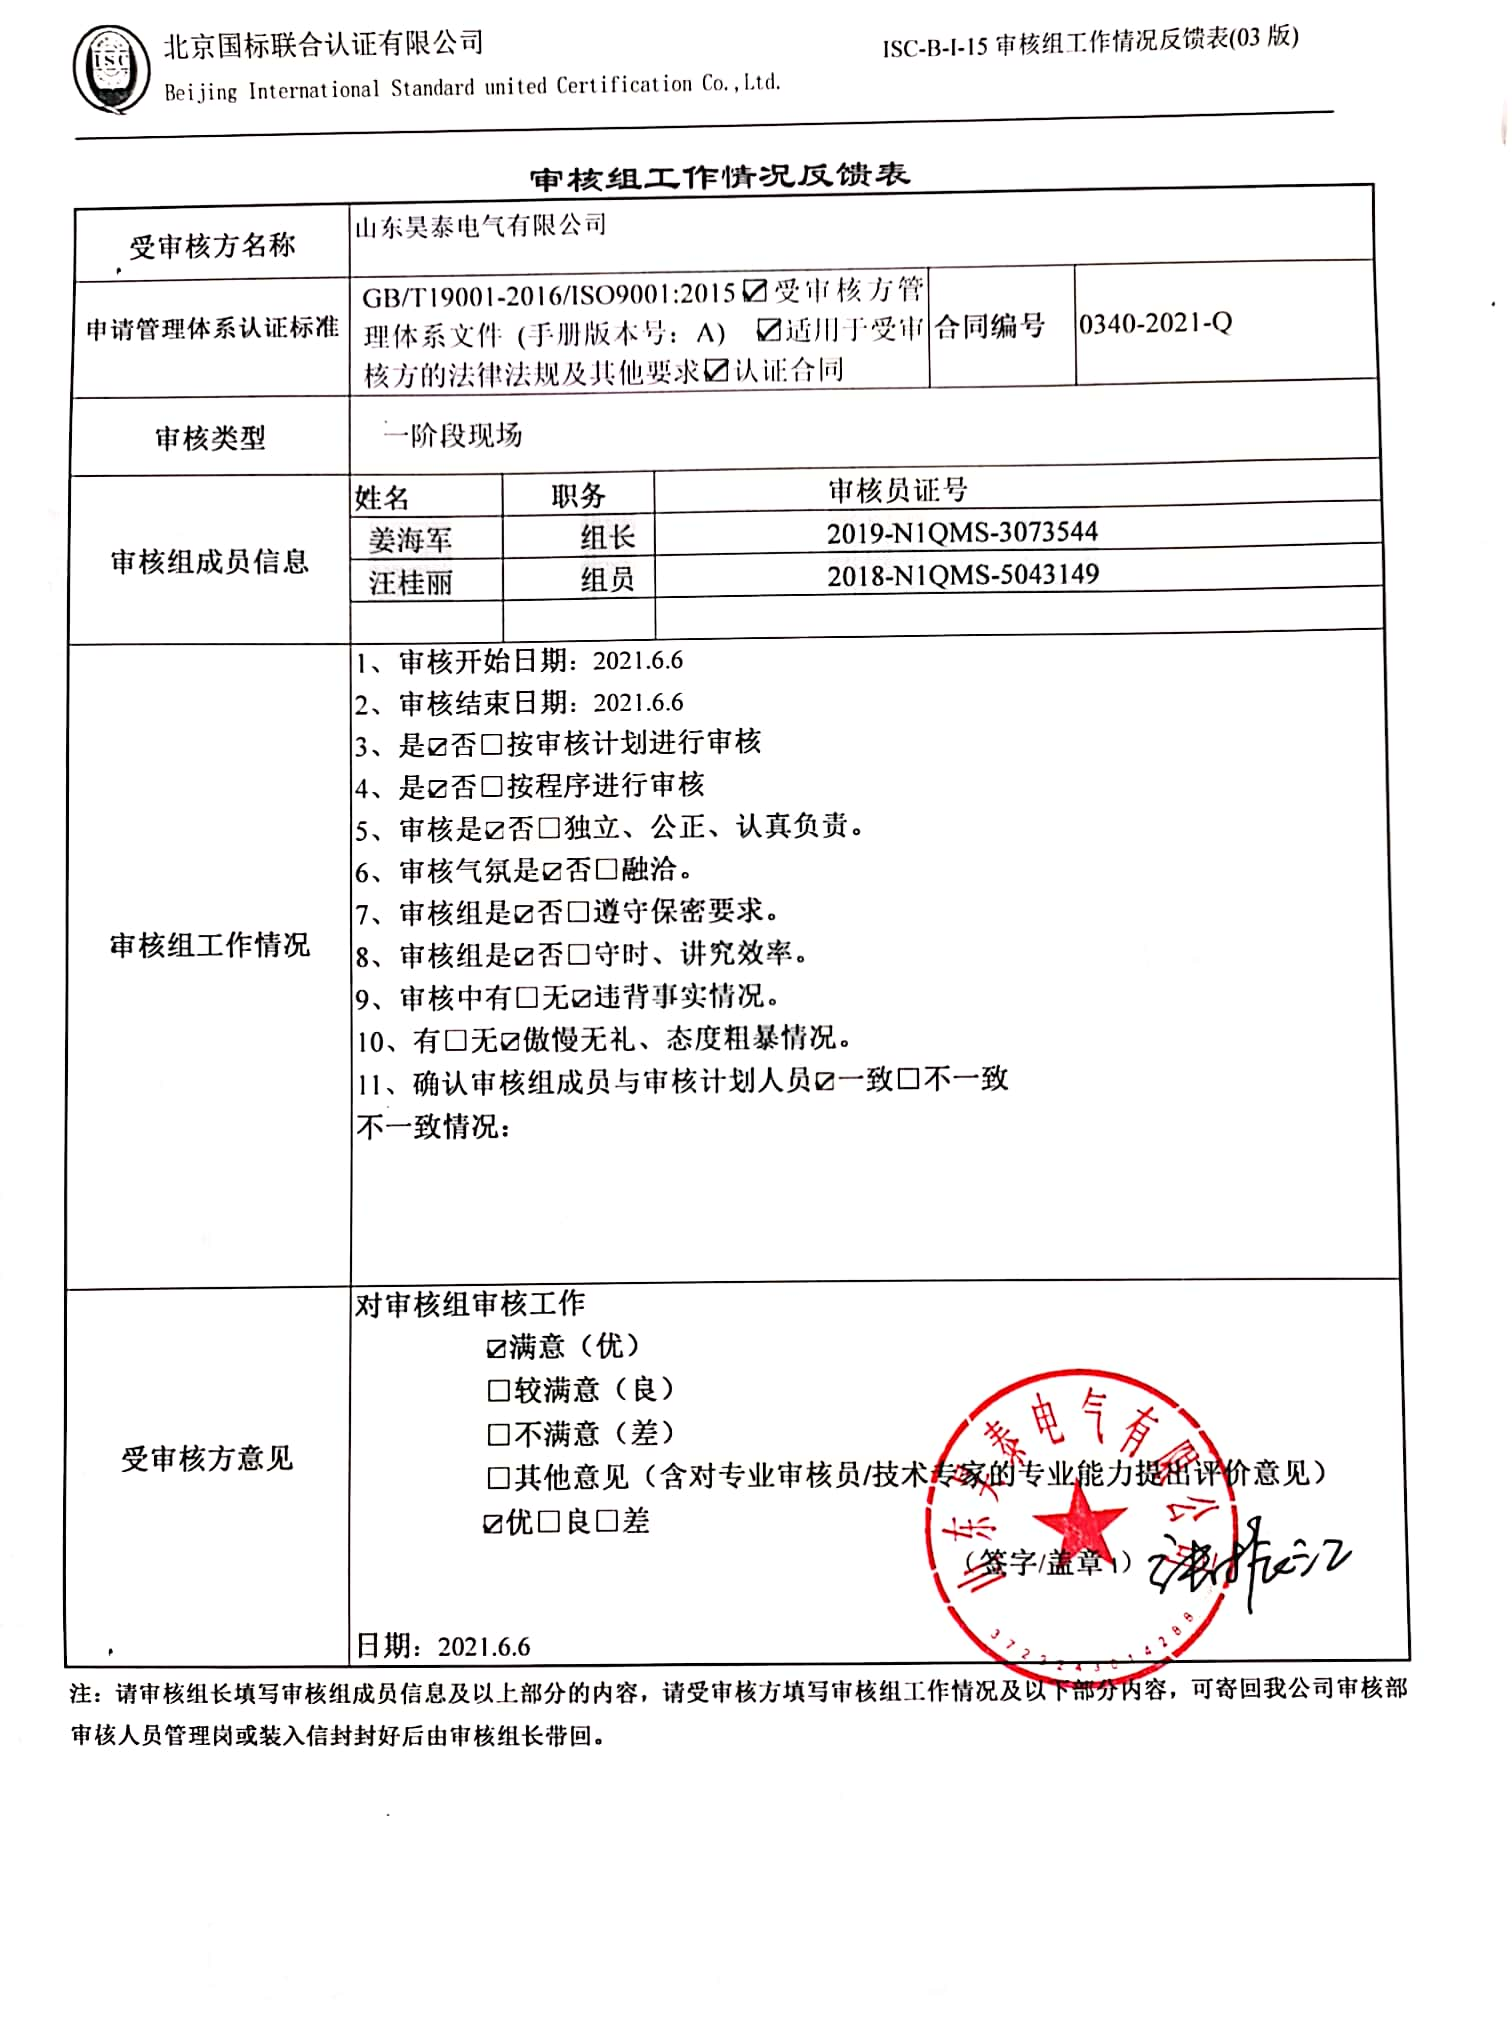 ISC
北京国标联合认证有限公司
Beijing International Standard united Certification Co.,Ltd.
ISC-B-I-15 审核组工作情况反馈表(03 版)
审核组工作情况反馈表
受审核方名称
山东昊泰电气有限公司
申请管理体系认证标准
GB/T19001-2016/ISO9001:2015☑受审核方管
理体系文件 (手册版本号：A) ☑适用于受审
核方的法律法规及其他要求☑认证合同
合同编号
0340-2021-Q
审核类型
一阶段现场
审核组成员信息
姓名 职务 审核员证号
姜海军 组长 2019-N1QMS-3073544
汪桂丽 组员 2018-N1QMS-5043149
审核组工作情况
1、审核开始日期：2021.6.6
2、审核结束日期：2021.6.6
3、是☑否□按审核计划进行审核
4、是☑否□按程序进行审核
5、审核是☑否□独立、公正、认真负责。
6、审核气氛是☑否□融洽。
7、审核组是☑否□遵守保密要求。
8、审核组是☑否□守时、讲究效率。
9、审核中有□无☑违背事实情况。
10、有□无☑傲慢无礼、态度粗暴情况。
11、确认审核组成员与审核计划人员☑一致□不一致
不一致情况：
受审核方意见
对审核组审核工作
☑满意（优）
□较满意（良）
□不满意（差）
□其他意见（含对专业审核员/技术专家的专业能力提出评价意见）
☑优□良□差
（签字/盖章）
山东昊泰电气有限公司
日期：2021.6.6
注：请审核组长填写审核组成员信息及以上部分的内容，请受审核方填写审核组工作情况及以下部分内容，可寄回我公司审核部
审核人员管理岗或装入信封封好后由审核组长带回。